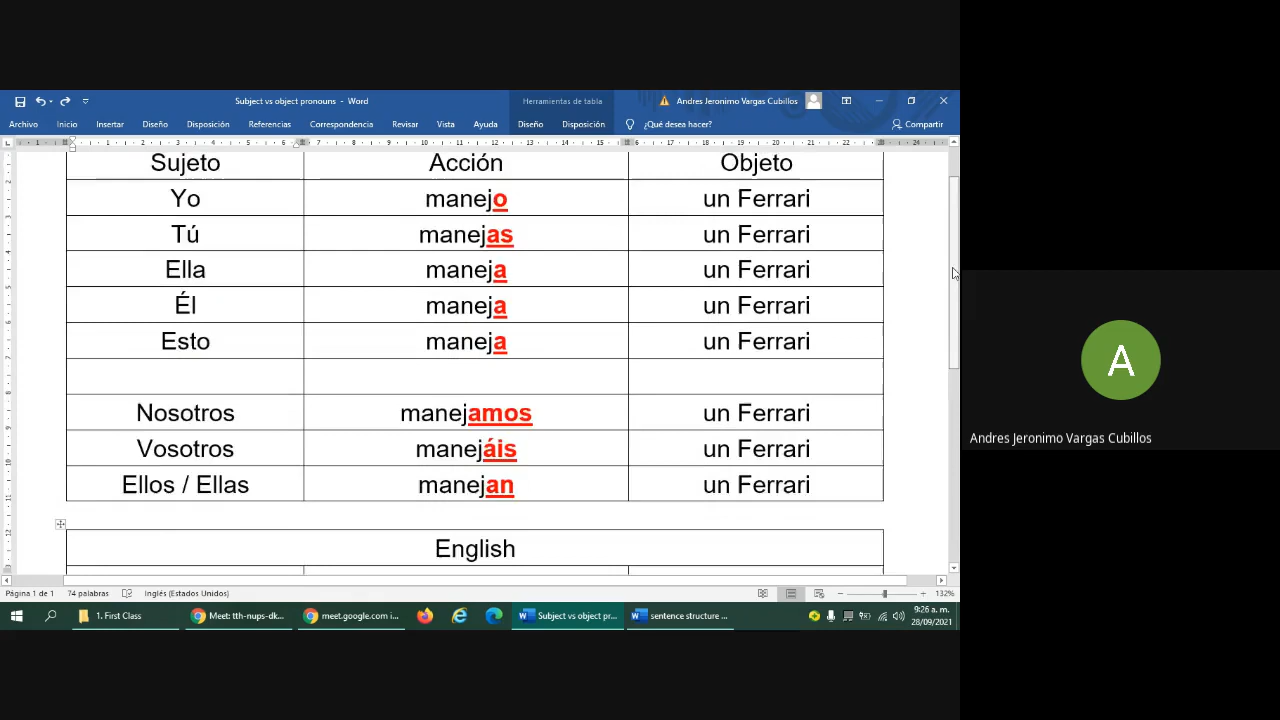 Subject vs object pronouns - Word
Herramientas de tabla
Andres Jeronimo Vargas Cubillos
Archivo Inicio Insertar Diseño Disposición Referencias Correspondencia Revisar Vista Ayuda Diseño Disposición ¿Qué desea hacer? Compartir
Sujeto Acción Objeto
Yo manejo un Ferrari
Tú manejas un Ferrari
Ella maneja un Ferrari
Él maneja un Ferrari
Esto maneja un Ferrari
Nosotros manejamos un Ferrari
Vosotros manejáis un Ferrari
Ellos / Ellas manejan un Ferrari
English
Página 1 de 1 74 palabras Inglés (Estados Unidos) 132%
1. First Class Meet: tth-nups-dk... meet.google.com i... Subject vs object pr... sentence structure ... 9:26 a. m.
28/09/2021
A
Andres Jeronimo Vargas Cubillos